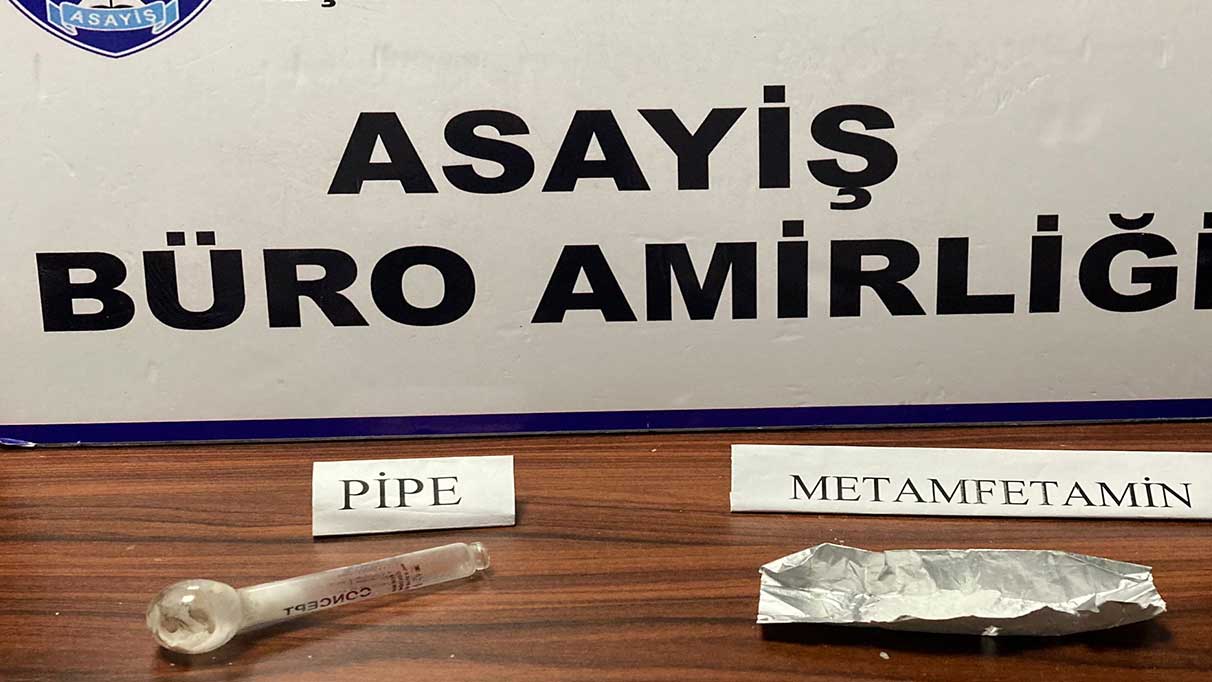 ASAYİŞ
ASAYİŞ
BÜRO AMİRLİĞİ
PİPE
METAMFETAMİN
CONCEPT